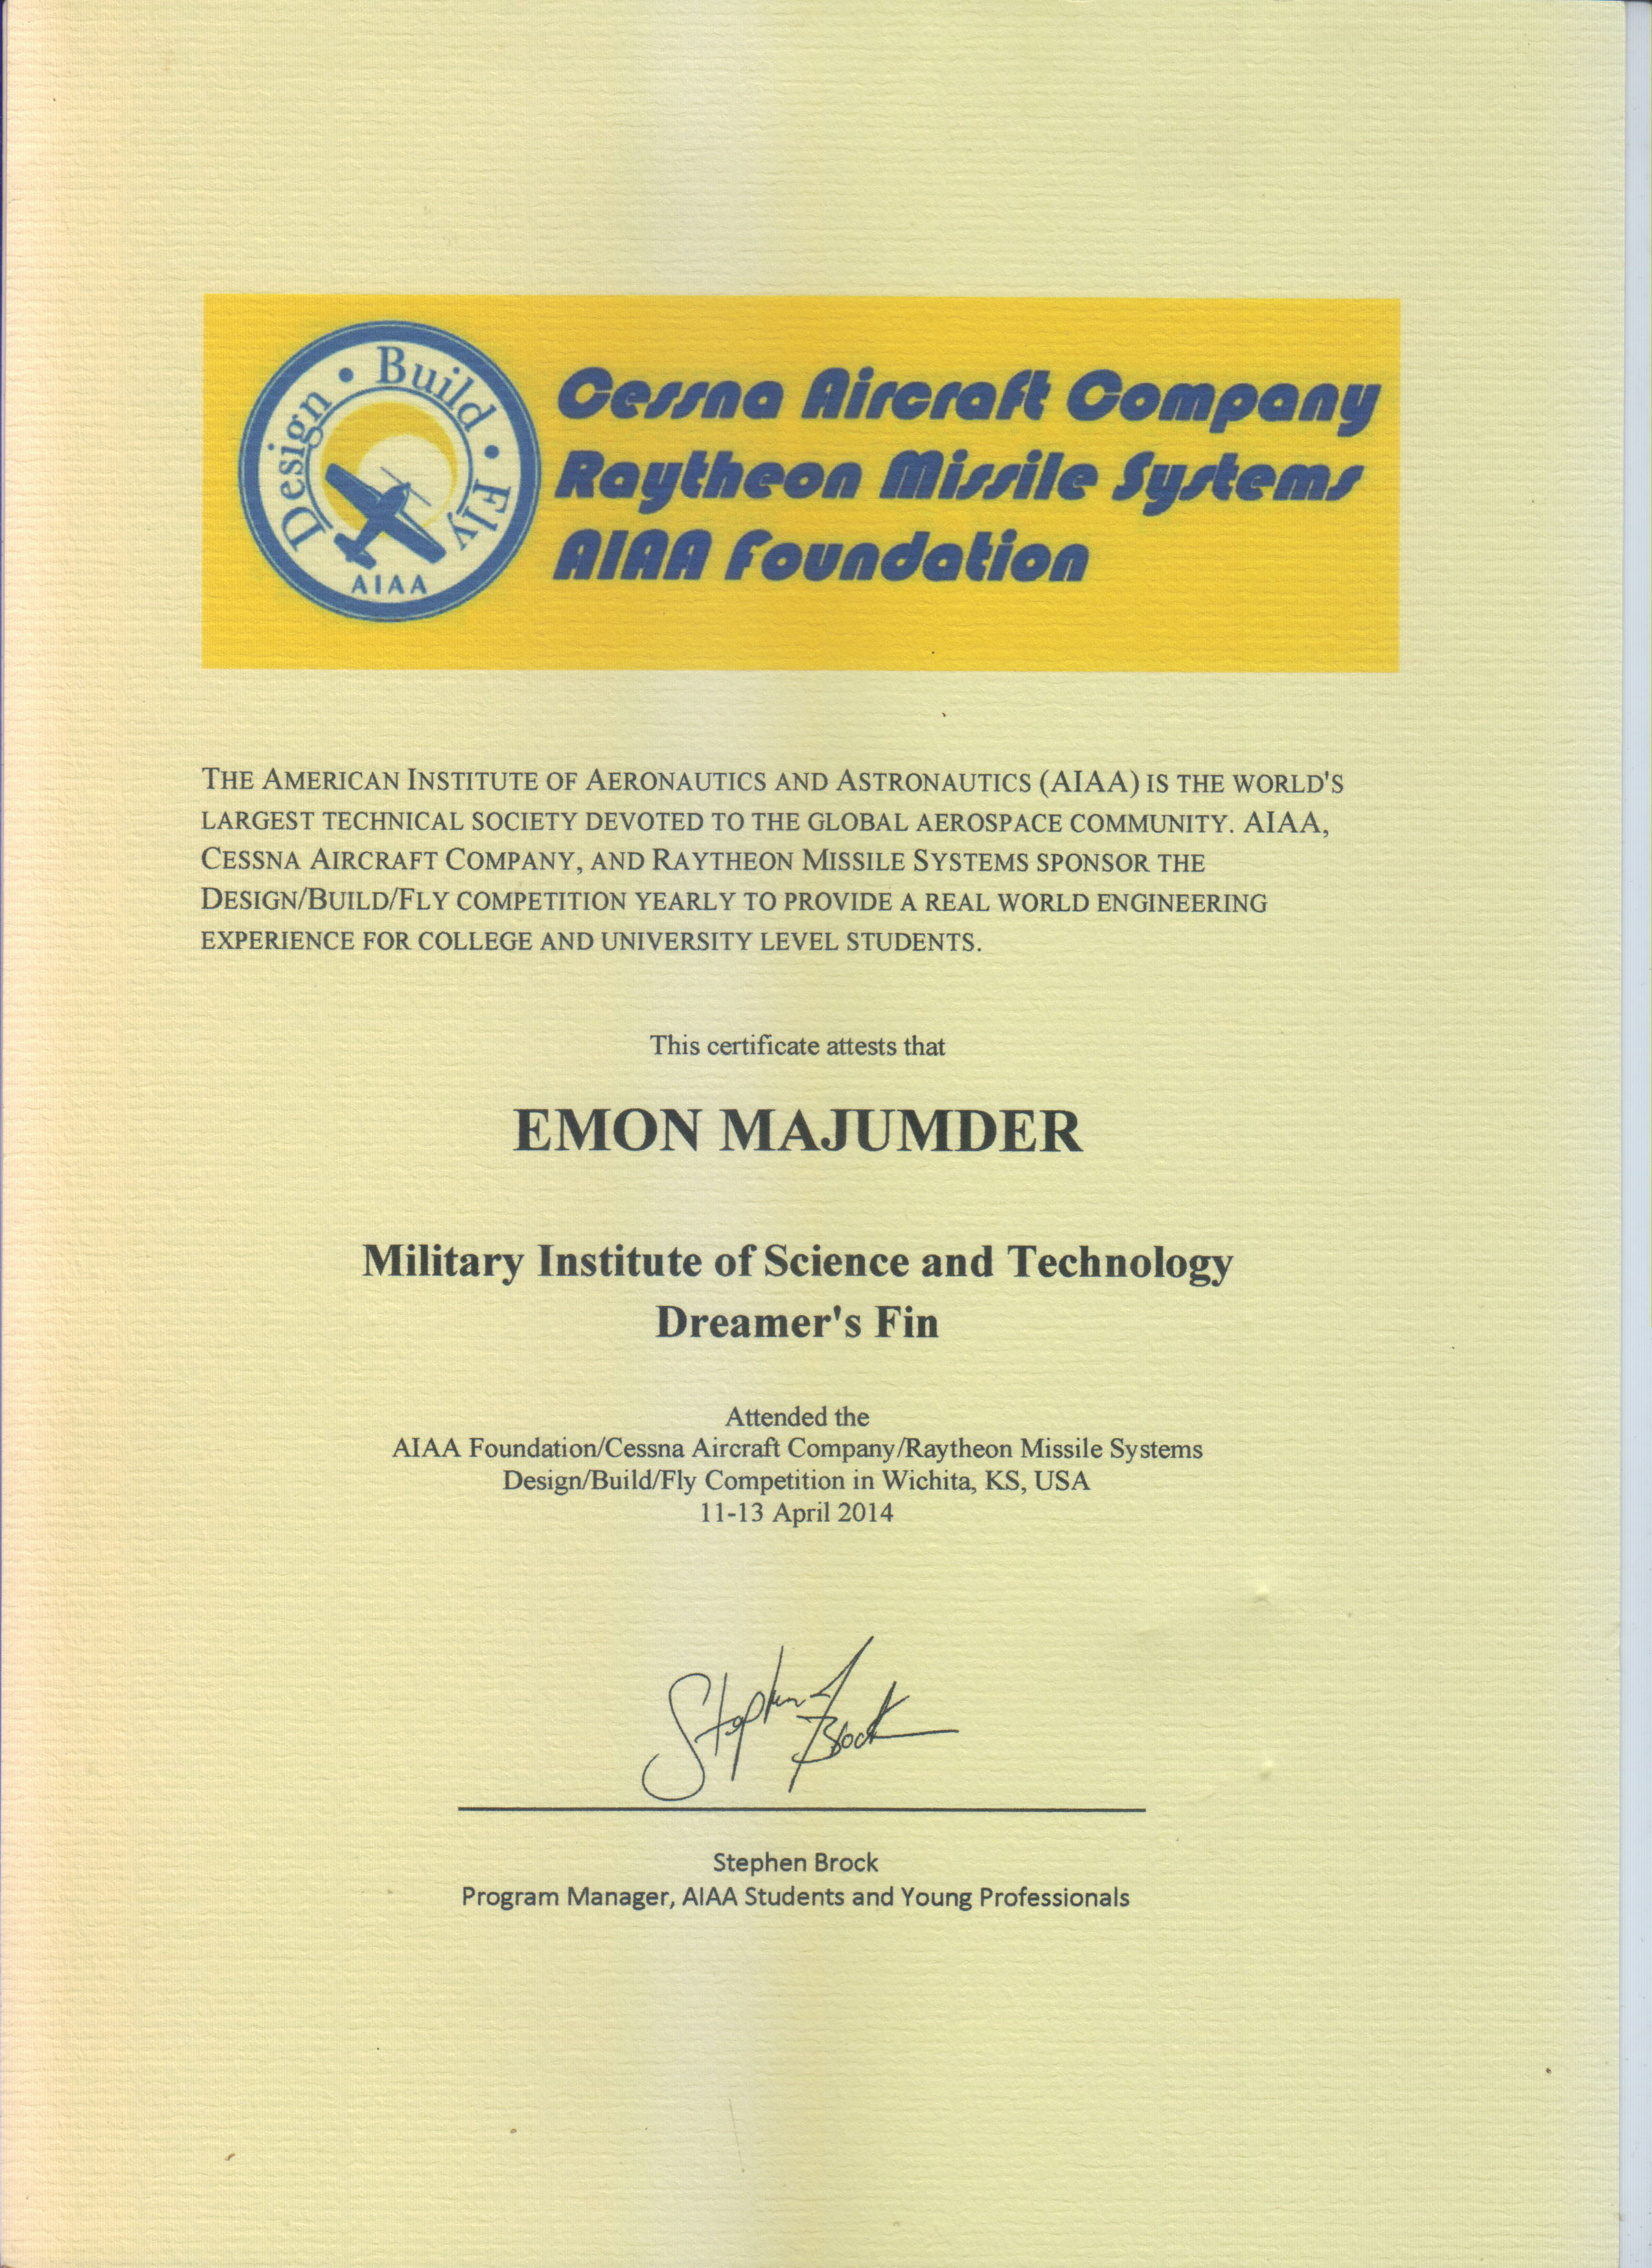 Design • Build • Fly
AIAA
Cessna Aircraft Company
Raytheon Missile Systems
AIAA Foundation
THE AMERICAN INSTITUTE OF AERONAUTICS AND ASTRONAUTICS (AIAA) IS THE WORLD'S
LARGEST TECHNICAL SOCIETY DEVOTED TO THE GLOBAL AEROSPACE COMMUNITY. AIAA,
CESSNA AIRCRAFT COMPANY, AND RAYTHEON MISSILE SYSTEMS SPONSOR THE
DESIGN/BUILD/FLY COMPETITION YEARLY TO PROVIDE A REAL WORLD ENGINEERING
EXPERIENCE FOR COLLEGE AND UNIVERSITY LEVEL STUDENTS.
This certificate attests that
EMON MAJUMDER
Military Institute of Science and Technology
Dreamer's Fin
Attended the
AIAA Foundation/Cessna Aircraft Company/Raytheon Missile Systems
Design/Build/Fly Competition in Wichita, KS, USA
11-13 April 2014
Stephen Brock
Stephen Brock
Program Manager, AIAA Students and Young Professionals